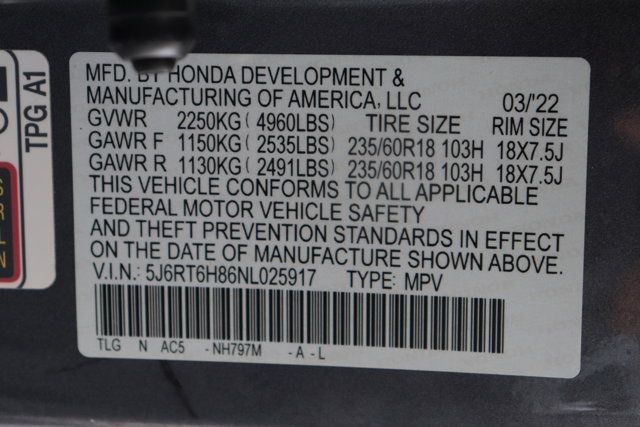 MFD. BY HONDA DEVELOPMENT &
MANUFACTURING OF AMERICA, LLC 03/'22
GVWR 2250KG( 4960LBS) TIRE SIZE RIM SIZE
GAWR F 1150KG( 2535LBS) 235/60R18 103H 18X7.5J
GAWR R 1130KG( 2491LBS) 235/60R18 103H 18X7.5J
THIS VEHICLE CONFORMS TO ALL APPLICABLE
FEDERAL MOTOR VEHICLE SAFETY
AND THEFT PREVENTION STANDARDS IN EFFECT
ON THE DATE OF MANUFACTURE SHOWN ABOVE.
V.I.N.: 5J6RT6H86NL025917 TYPE: MPV
TLG N AC5 -NH797M -A-L
TPG A1